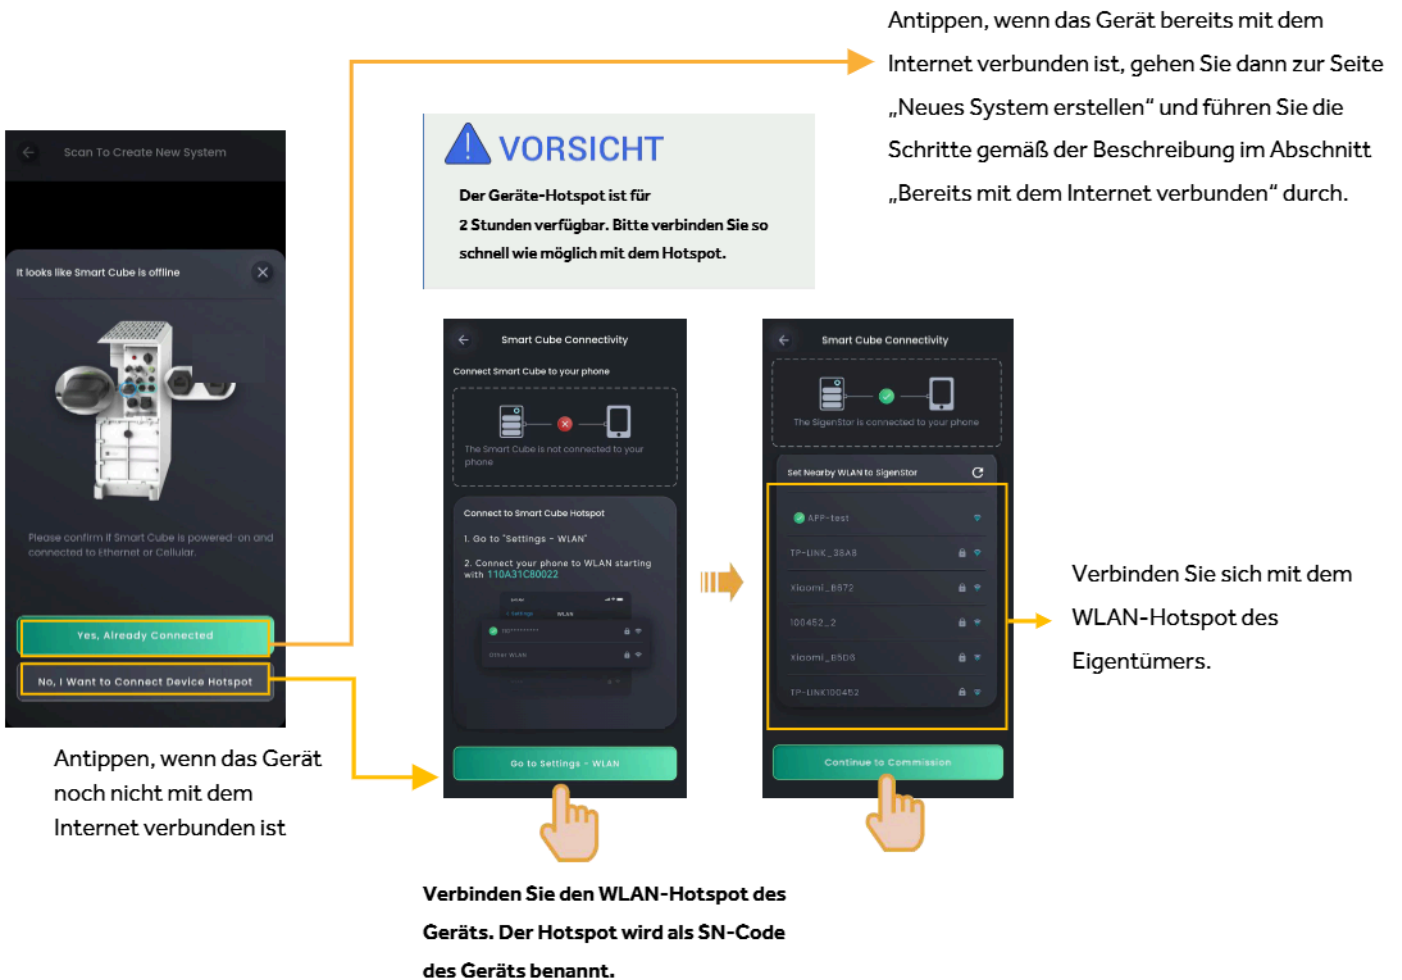 Antippen, wenn das Gerät bereits mit dem
Internet verbunden ist, gehen Sie dann zur Seite
„Neues System erstellen“ und führen Sie die
Schritte gemäß der Beschreibung im Abschnitt
„Bereits mit dem Internet verbunden“ durch.
VORSICHT
Der Geräte-Hotspot ist für
2 Stunden verfügbar. Bitte verbinden Sie so
schnell wie möglich mit dem Hotspot.
Scan To Create New System
It looks like Smart Cube is offline
Please confirm if Smart Cube is powered-on and
connected to Ethernet or Cellular.
Yes, Already Connected
No, I Want to Connect Device Hotspot
Antippen, wenn das Gerät
noch nicht mit dem
Internet verbunden ist
Smart Cube Connectivity
Connect Smart Cube to your phone
The Smart Cube is not connected to your
phone
Connect to Smart Cube Hotspot
1. Go to "Settings - WLAN"
2. Connect your phone to WLAN starting
with 110A31C80022
Settings
WLAN
110*********
Other WLAN
Go to Settings - WLAN
Verbinden Sie den WLAN-Hotspot des
Geräts. Der Hotspot wird als SN-Code
des Geräts benannt.
Smart Cube Connectivity
The SigenStor is connected to your phone
Set Nearby WLAN to SigenStor
APP-test
TP-LINK_38A8
Xiaomi_B672
100452_2
Xiaomi_B5D6
TP-LINK100452
Continue to Commission
Verbinden Sie sich mit dem
WLAN-Hotspot des
Eigentümers.